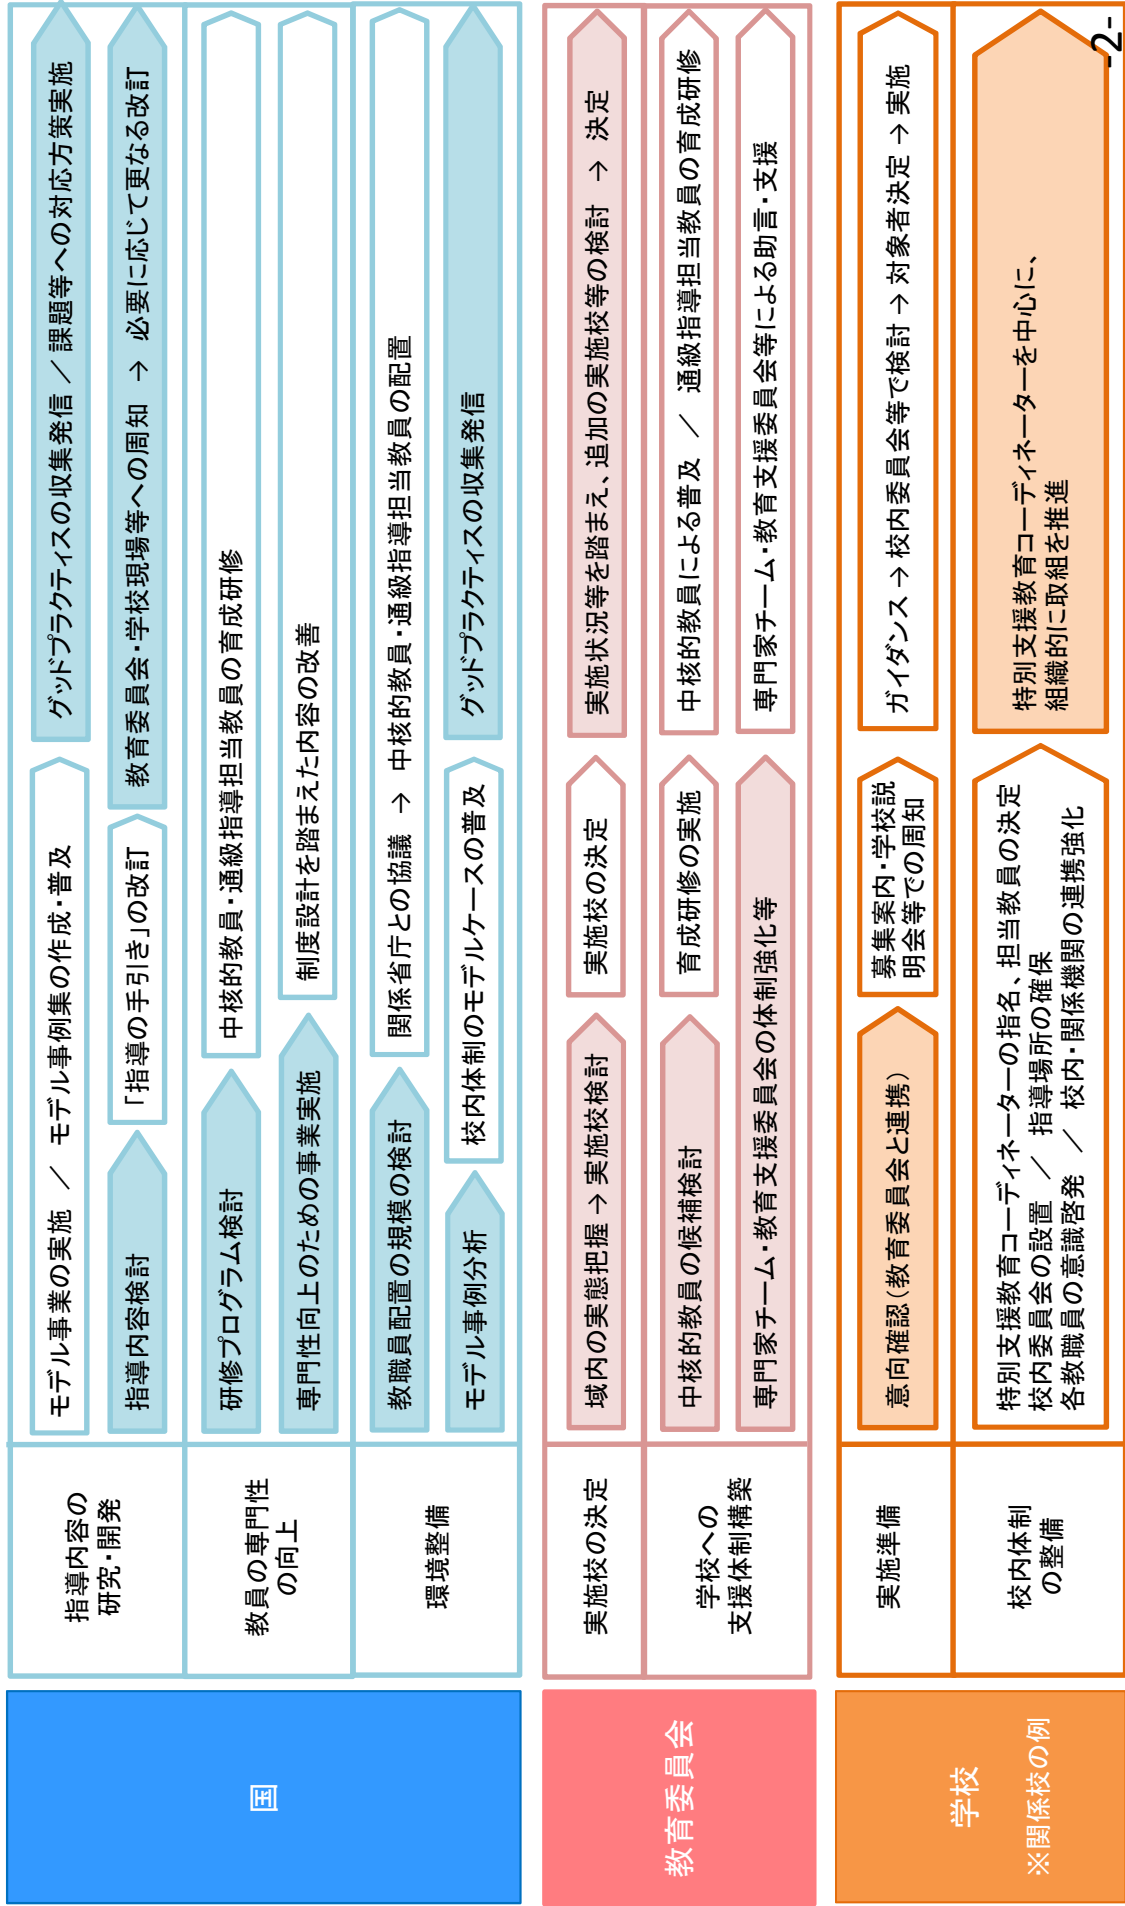 国
指導内容の
研究・開発
モデル事業の実施 ／ モデル事例集の作成・普及
グッドプラクティスの収集発信 ／ 課題等への対応方策実施
指導内容検討
「指導の手引き」の改訂
教育委員会・学校現場等への周知 → 必要に応じて更なる改訂
教員の専門性
の向上
研修プログラム検討
中核的教員・通級指導担当教員の育成研修
専門性向上のための事業実施
制度設計を踏まえた内容の改善
環境整備
教職員配置の規模の検討
関係省庁との協議 → 中核的教員・通級指導担当教員の配置
モデル事例分析
校内体制のモデルケースの普及
グッドプラクティスの収集発信
教育委員会
実施校の決定
域内の実態把握 → 実施校検討
実施校の決定
実施状況等を踏まえ、追加の実施校等の検討 → 決定
学校への
支援体制構築
中核的教員の候補検討
育成研修の実施
中核的教員による普及 ／ 通級指導担当教員の育成研修
専門家チーム・教育支援委員会の体制強化等
専門家チーム・教育支援委員会等による助言・支援
学校
※関係校の例
実施準備
意向確認（教育委員会と連携）
募集案内・学校説
明会等での周知
ガイダンス → 校内委員会等で検討 → 対象者決定 → 実施
校内体制
の整備
特別支援教育コーディネーターの指名、担当教員の決定
校内委員会の設置 ／ 指導場所の確保
各教職員の意識啓発 ／ 校内・関係機関の連携強化
特別支援教育コーディネーターを中心に、
組織的に取組を推進
-2-